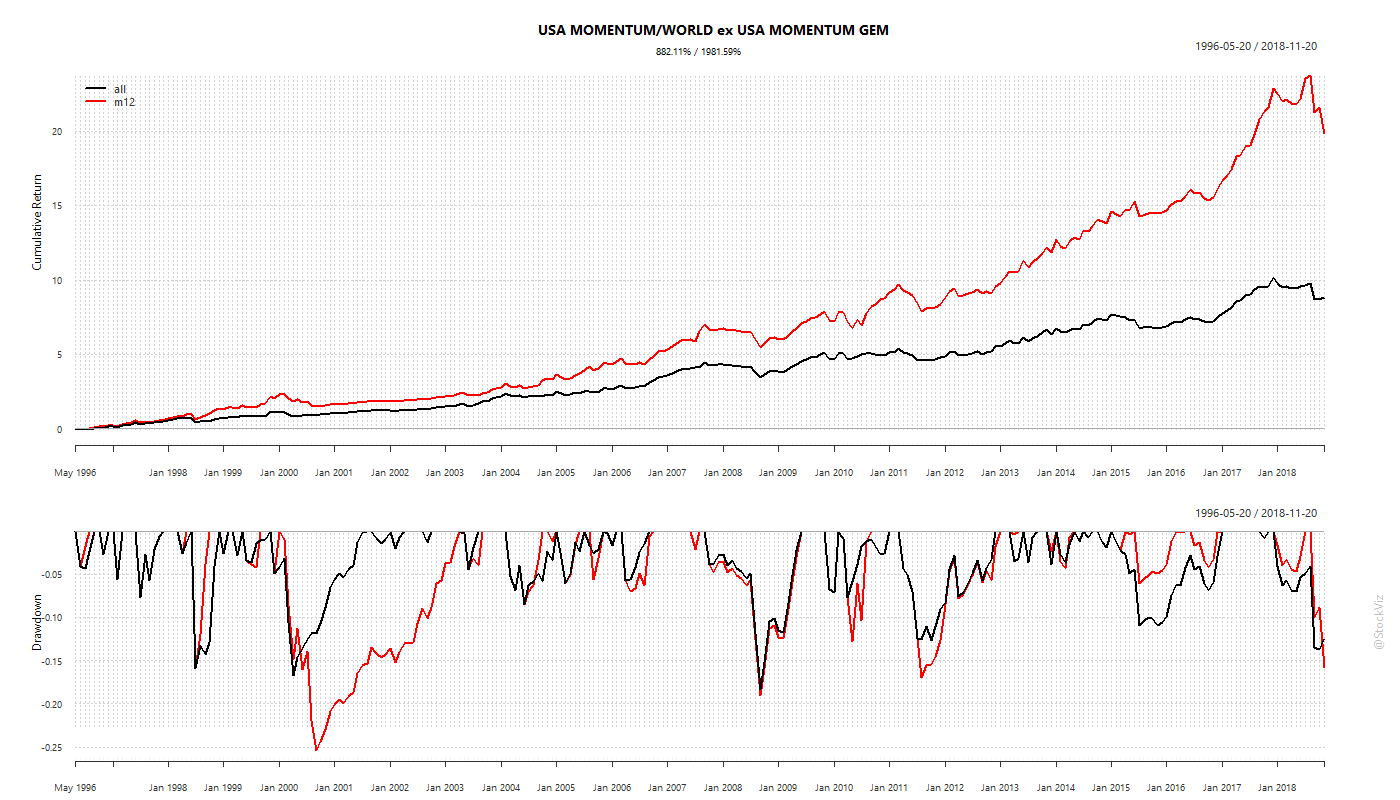 USA MOMENTUM/WORLD ex USA MOMENTUM GEM
882.11% / 1981.59%
1996-05-20 / 2018-11-20
all
m12
Cumulative Return
20
15
10
5
0
May 1996 Jan 1998 Jan 1999 Jan 2000 Jan 2001 Jan 2002 Jan 2003 Jan 2004 Jan 2005 Jan 2006 Jan 2007 Jan 2008 Jan 2009 Jan 2010 Jan 2011 Jan 2012 Jan 2013 Jan 2014 Jan 2015 Jan 2016 Jan 2017 Jan 2018
1996-05-20 / 2018-11-20
Drawdown
-0.05
-0.10
-0.15
-0.20
-0.25
May 1996 Jan 1998 Jan 1999 Jan 2000 Jan 2001 Jan 2002 Jan 2003 Jan 2004 Jan 2005 Jan 2006 Jan 2007 Jan 2008 Jan 2009 Jan 2010 Jan 2011 Jan 2012 Jan 2013 Jan 2014 Jan 2015 Jan 2016 Jan 2017 Jan 2018
@StockViz